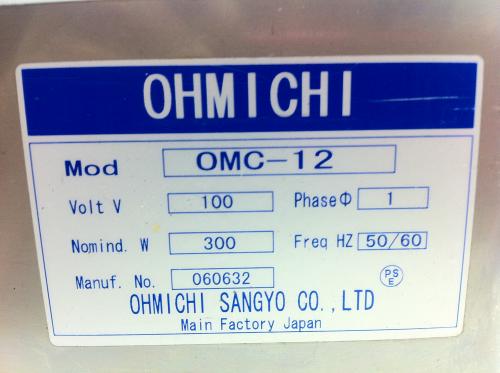 OHMICHI
Mod OMC-12
Volt V 100 PhaseΦ 1
Nomind. W 300 Freq HZ 50/60
Manuf. No. 060632 PSE
OHMICHI SANGYO CO.,LTD
Main Factory Japan